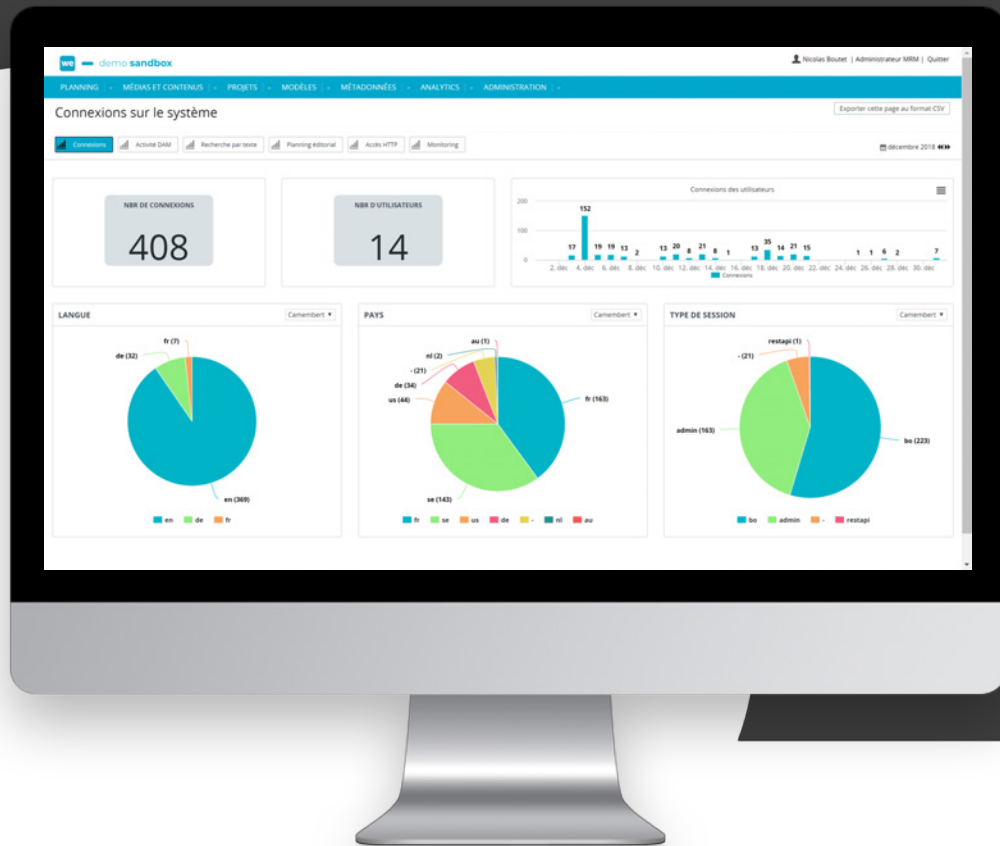 we demo sandbox
Nicolas Boutet | Administrateur MRM | Quitter
PLANNING MÉDIAS ET CONTENUS PROJETS MODÈLES MÉTADONNÉES ANALYTICS ADMINISTRATION
Connexions sur le système
Exporter cette page au format CSV
Connexions Activité DAM Recherche par texte Planning éditorial Accès HTTP Monitoring
décembre 2018
NBR DE CONNEXIONS
408
NBR D'UTILISATEURS
14
Connexions des utilisateurs
200
100
0
152
17 19 19 13 2 13 20 8 21 8 1 13 35 14 21 15 1 1 6 2 7
2. déc 4. déc 6. déc 8. déc 10. déc 12. déc 14. déc 16. déc 18. déc 20. déc 22. déc 24. déc 26. déc 28. déc 30. déc
Connexions
LANGUE
Camembert
fr (7)
de (32)
en (369)
en de fr
PAYS
Camembert
au (1)
nl (2)
- (21)
de (34)
us (44)
fr (163)
se (143)
fr se us de - nl au
TYPE DE SESSION
Camembert
restapi (1)
- (21)
admin (163)
bo (223)
bo admin - restapi